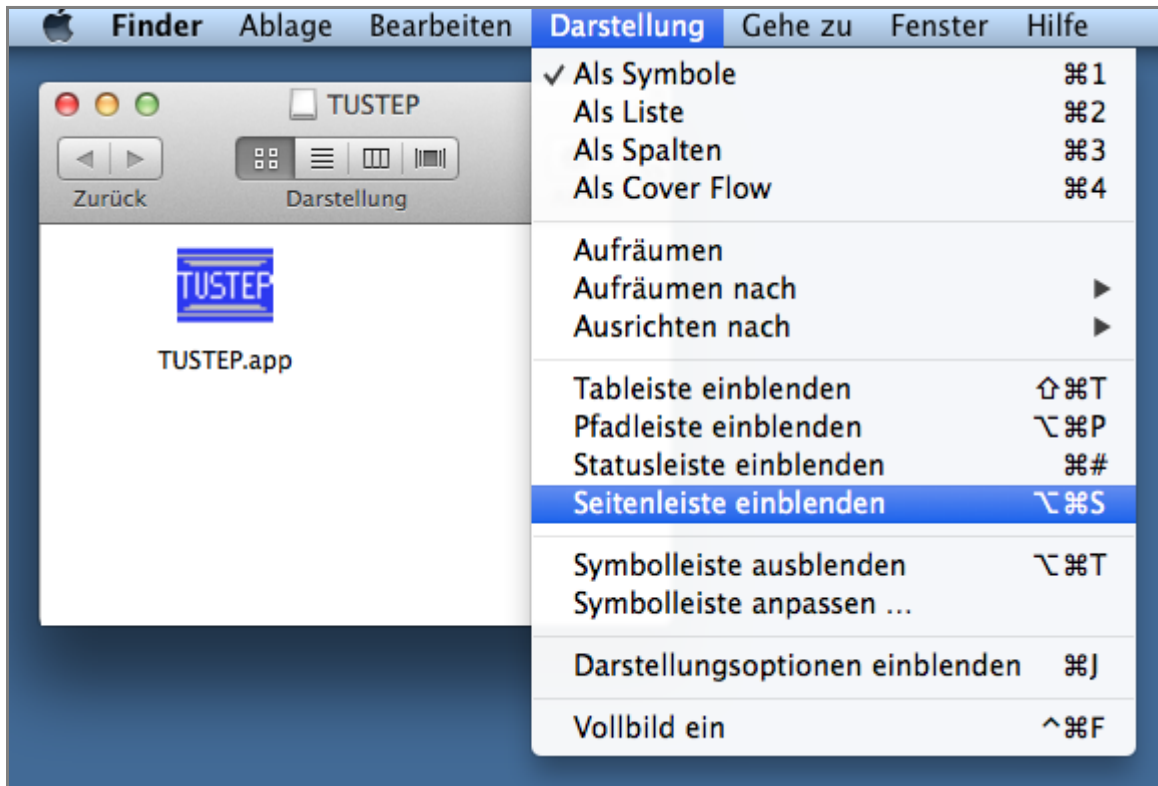 Finder Ablage Bearbeiten Darstellung Gehe zu Fenster Hilfe
TUSTEP
Zurück Darstellung
TUSTEP
TUSTEP.app
✓ Als Symbole ⌘1
Als Liste ⌘2
Als Spalten ⌘3
Als Cover Flow ⌘4
Aufräumen
Aufräumen nach ▶
Ausrichten nach ▶
Tableiste einblenden ⇧⌘T
Pfadleiste einblenden ⌥⌘P
Statusleiste einblenden ⌘#
Seitenleiste einblenden ⌥⌘S
Symbolleiste ausblenden ⌥⌘T
Symbolleiste anpassen ...
Darstellungsoptionen einblenden ⌘J
Vollbild ein ^⌘F